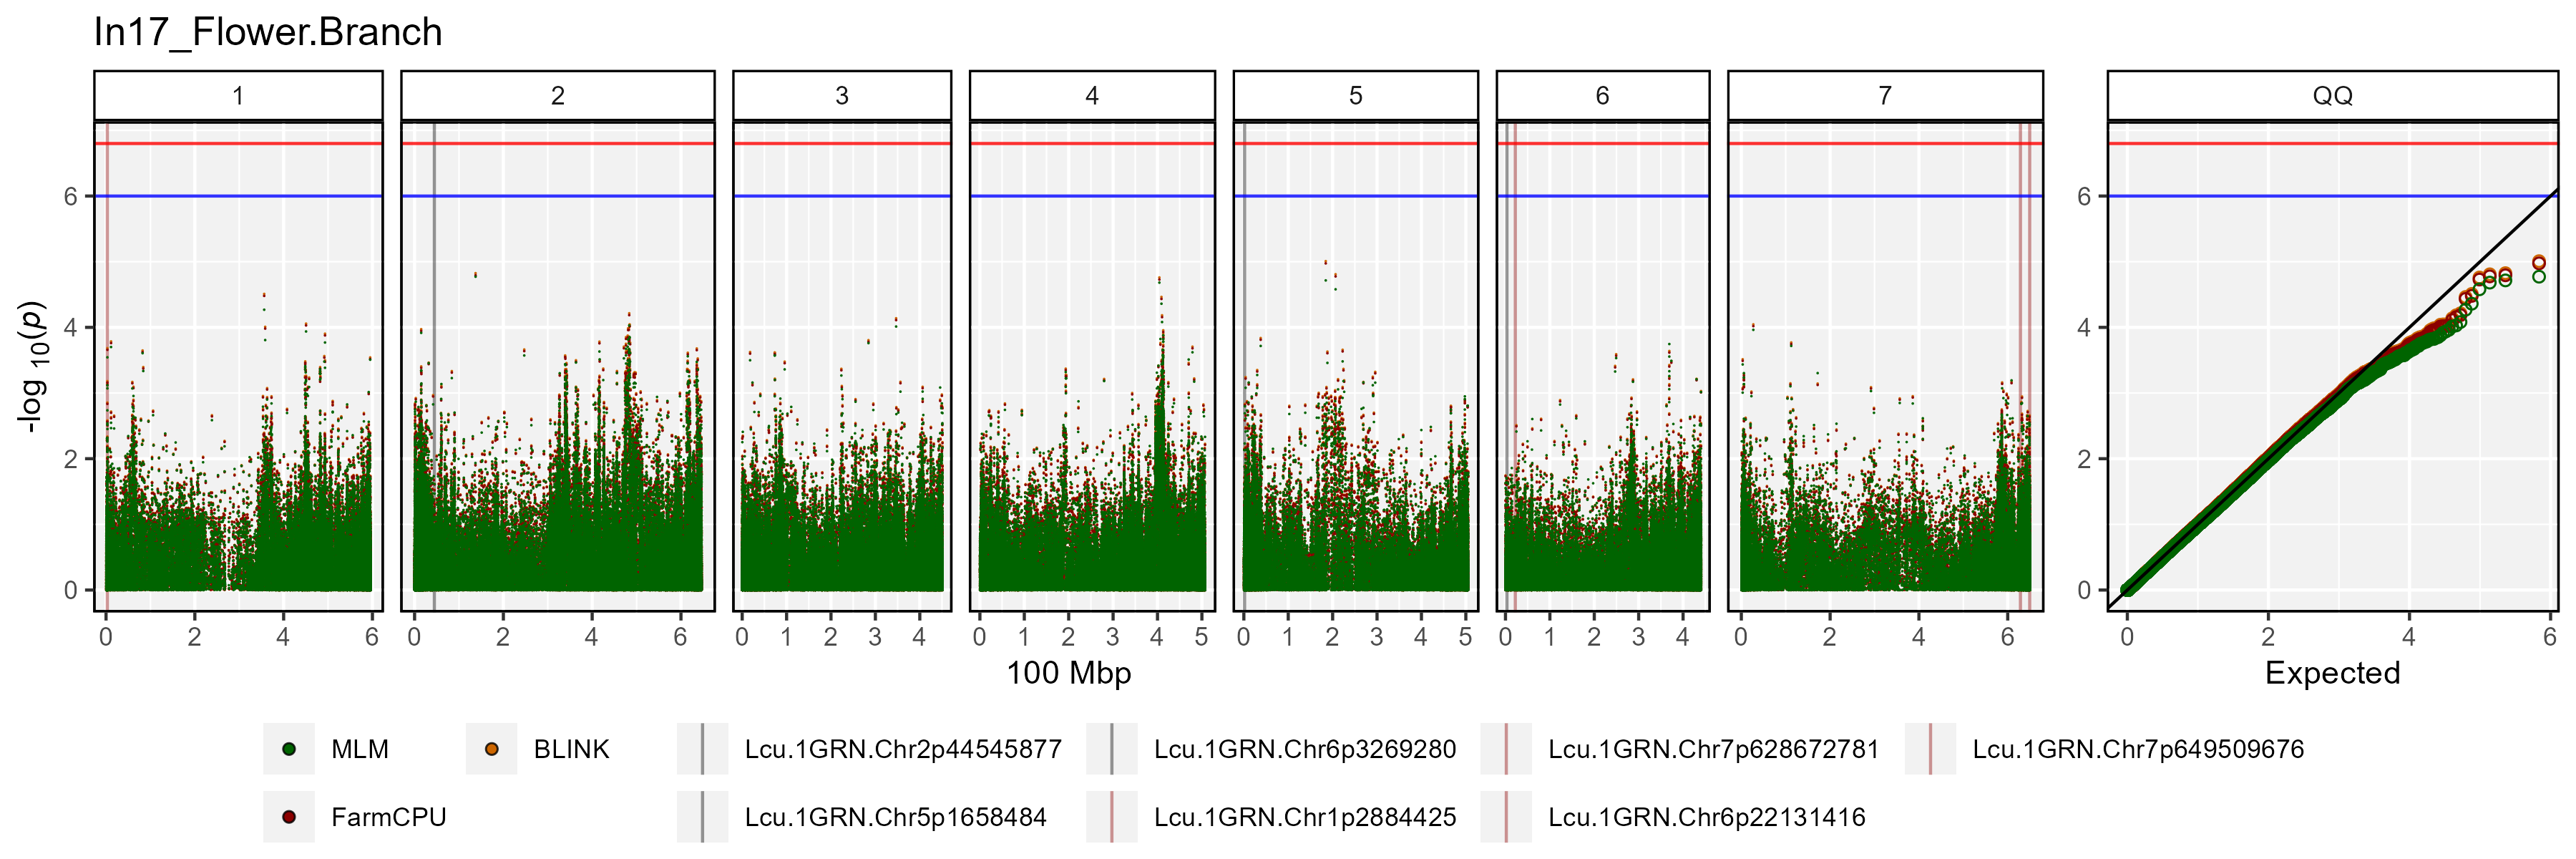 In17_Flower.Branch
1 2 3 4 5 6 7 QQ
-log 10(p)
6 6
4 4
2 2
0 0
0 2 4 6 0 2 4 6 0 1 2 3 4 0 1 2 3 4 5 0 1 2 3 4 5 0 1 2 3 4 0 2 4 6 0 2 4 6
100 Mbp Expected
MLM BLINK Lcu.1GRN.Chr2p44545877 Lcu.1GRN.Chr6p3269280 Lcu.1GRN.Chr7p628672781 Lcu.1GRN.Chr7p649509676
FarmCPU Lcu.1GRN.Chr5p1658484 Lcu.1GRN.Chr1p2884425 Lcu.1GRN.Chr6p22131416